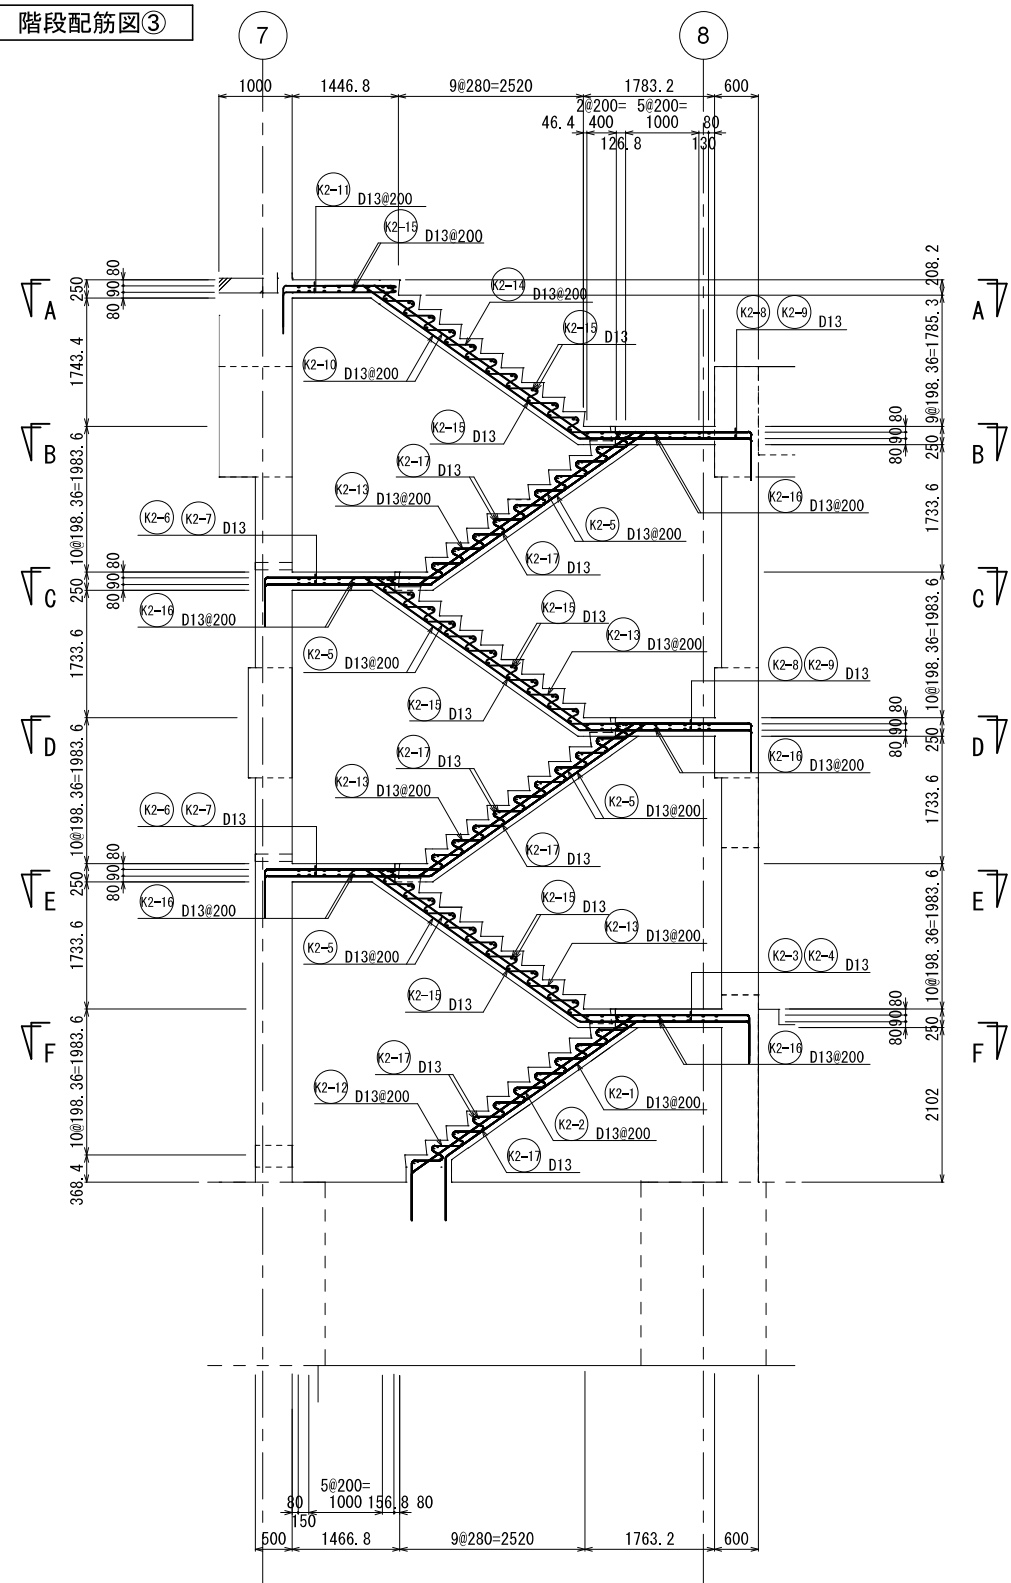 階段配筋図③
7
8
1000
1446.8
9@280=2520
1783.2
600
2@200= 5@200=
46.4 400 1000 80
126.8 130
K2-11 D13@200
K2-15 D13@200
K2-14 D13@200
K2-15 D13
K2-8 K2-9 D13
K2-10 D13@200
K2-15 D13
K2-17 D13
K2-13 D13@200
K2-16 D13@200
K2-5 D13@200
K2-6 K2-7 D13
K2-17 D13
K2-16 D13@200
K2-15 D13
K2-13 D13@200
K2-5 D13@200
K2-8 K2-9 D13
K2-15 D13
K2-17 D13
K2-13 D13@200
K2-16 D13@200
K2-5 D13@200
K2-6 K2-7 D13
K2-17 D13
K2-16 D13@200
K2-15 D13
K2-13 D13@200
K2-5 D13@200
K2-3 K2-4 D13
K2-15 D13
K2-16 D13@200
K2-17 D13
K2-12 D13@200
K2-1 D13@200
K2-2 D13@200
K2-17 D13
A
B
C
D
E
F
A
B
C
D
E
F
250
80 90 80
1743.4
10@198.36=1983.6
250
80 90 80
1733.6
10@198.36=1983.6
250
80 90 80
1733.6
10@198.36=1983.6
368.4
208.2
9@198.36=1785.3
250
80 90 80
1733.6
10@198.36=1983.6
250
80 90 80
1733.6
10@198.36=1983.6
250
80 90 80
2102
5@200=
80 1000 156.8 80
150
500
1466.8
9@280=2520
1763.2
600